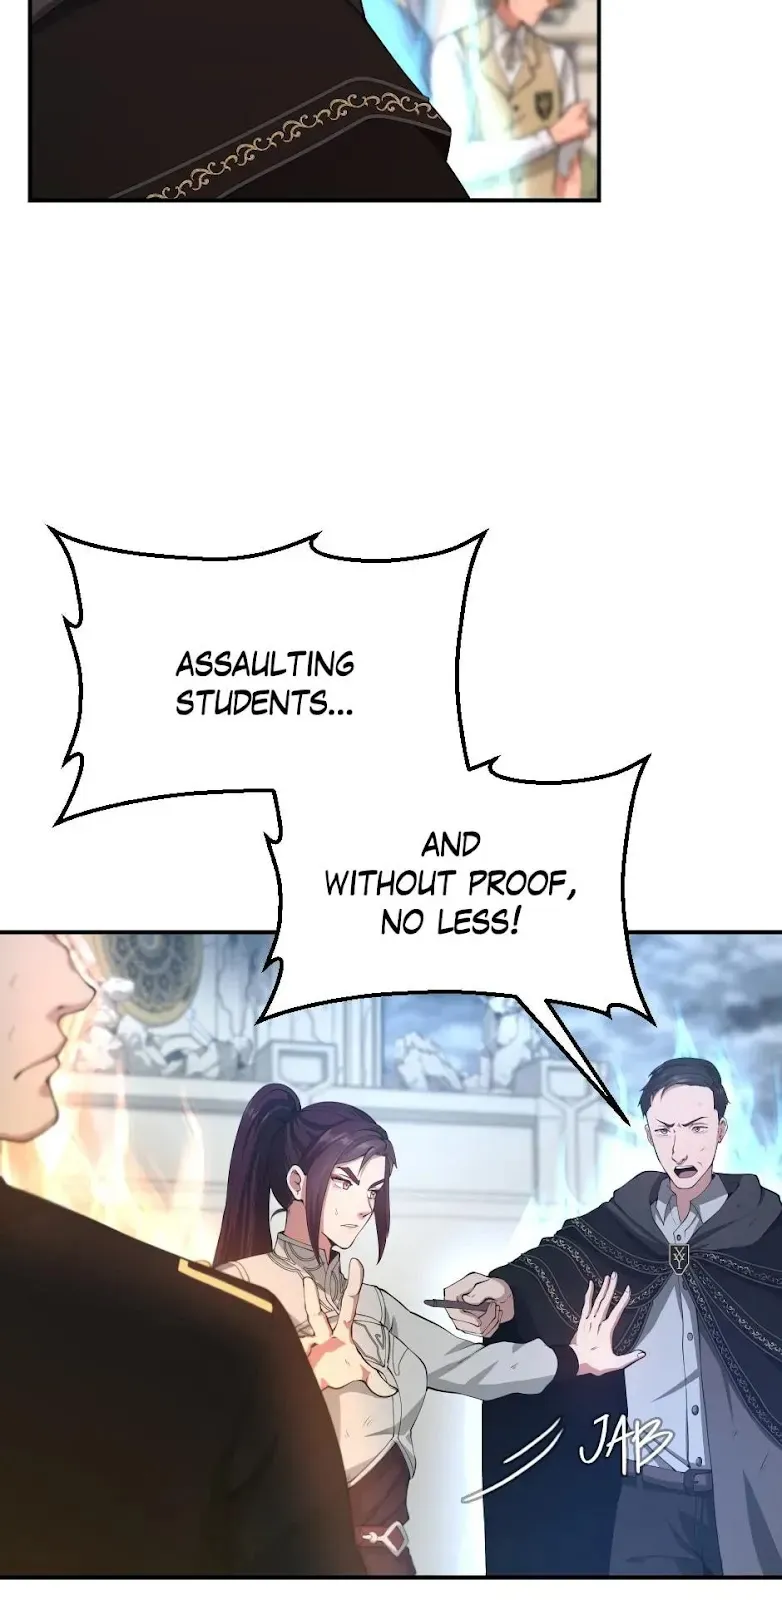 ASSAULTING
STUDENTS...
AND
WITHOUT PROOF,
NO LESS!
JAB